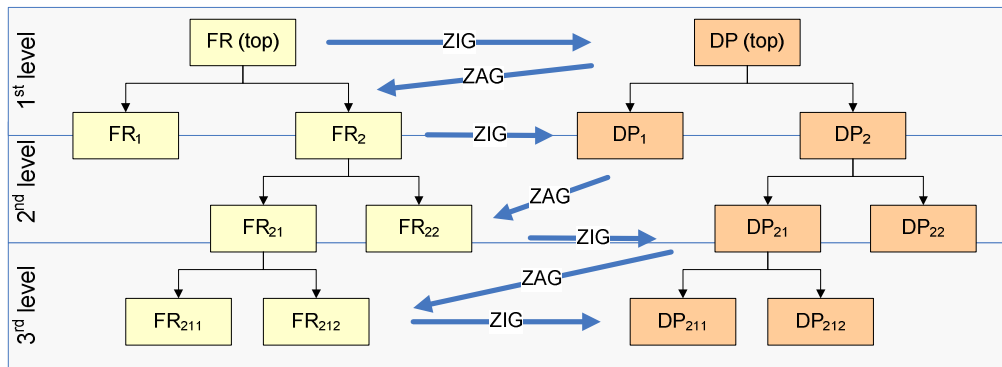 1st level
FR (top)
ZIG
DP (top)
ZAG
FR1
FR2
ZIG
DP1
DP2
2nd level
ZAG
FR21
FR22
ZIG
DP21
DP22
3rd level
ZAG
FR211
FR212
ZIG
DP211
DP212